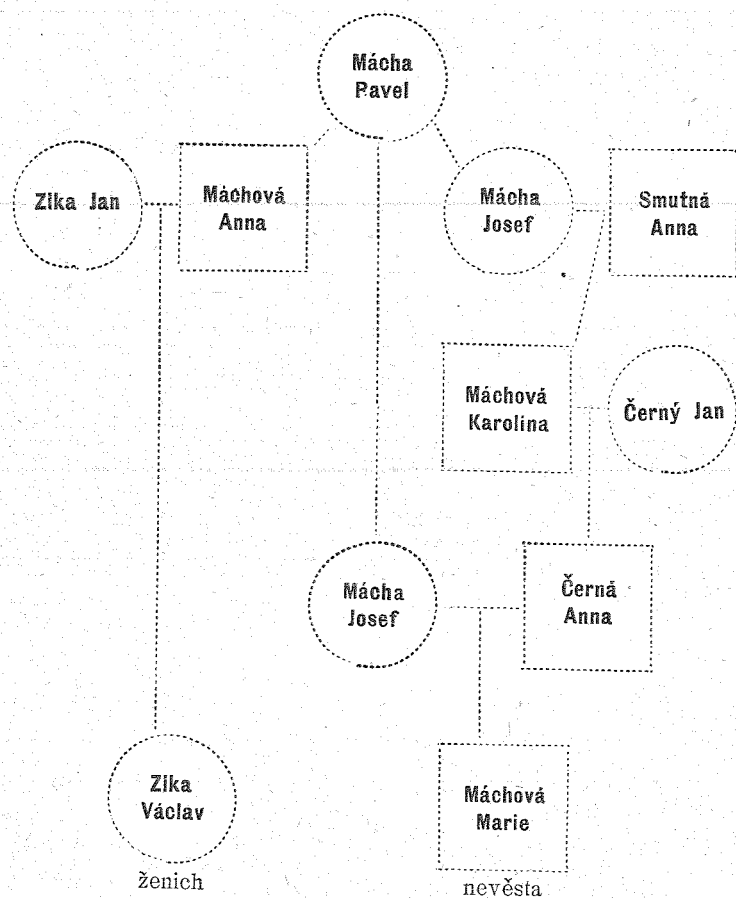 Mácha
Pavel
Zika Jan
Máchová
Anna
Mácha
Josef
Smutná
Anna
Máchová
Karolina
Černý Jan
Mácha
Josef
Černá
Anna
Zika
Václav
Máchová
Marie
ženich
nevěsta